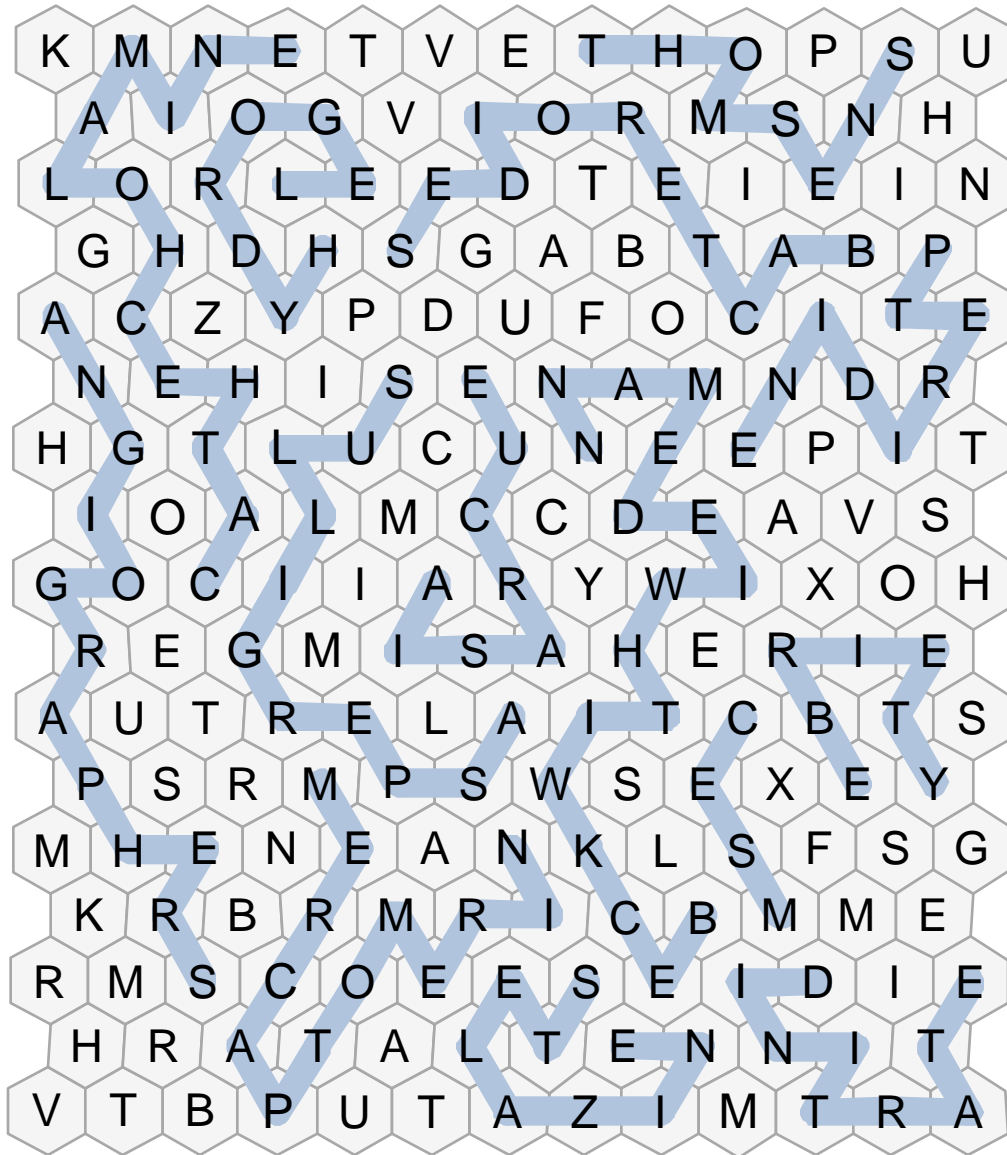 K M N E T V E T H O P S U
A I O G V I O R M S N H
L O R L E E D T E I E I N
G H D H S G A B T A B P
A C Z Y P D U F O C I T E
N E H I S E N A M N D R
H G T L U C U N E E P I T
I O A L M C C D E A V S
G O C I I A R Y W I X O H
R E G M I S A H E R I E
A U T R E L A I T C B T S
P S R M P S W S E X E Y
M H E N E A N K L S F S G
K R B R M R I C B M M E
R M S C O E E S E I D I E
H R A T A L T E N N I T
V T B P U T A Z I M T R A